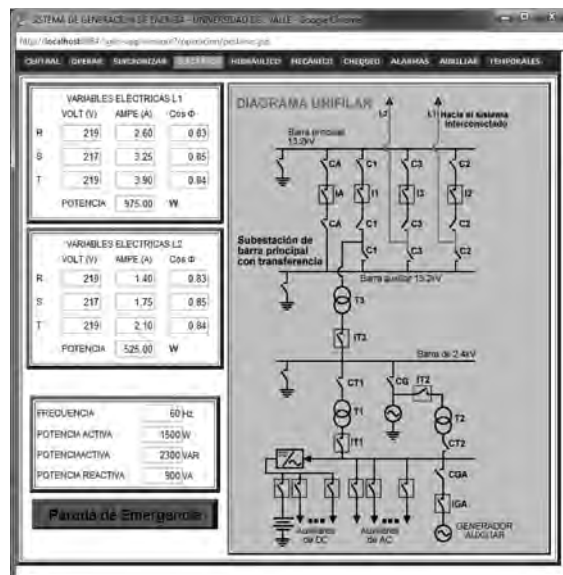 SISTEMA DE GENERACION DE ENERGIA - UNIVERSIDAD DEL VALLE - Google Chrome
CENTRAL OPERAR SINCRONIZAR HIDRÁULICO MECÁNICO CHEQUEO ALARMAS AUXILIAR TEMPORALES
VARIABLES ELECTRICAS L1
VOLT (V) AMPE (A) Cos Φ
R 219 2.60 0.83
S 217 3.25 0.85
T 219 3.90 0.84
POTENCIA 975.00 W
VARIABLES ELECTRICAS L2
VOLT (V) AMPE (A) Cos Φ
R 219 1.40 0.83
S 217 1.75 0.85
T 219 2.10 0.84
POTENCIA 525.00 W
FRECUENCIA 60 Hz
POTENCIA ACTIVA 1500 W
POTENCIAACTIVA 2300 VAR
POTENCIA REACTIVA 900 VA
Parada de Emergencia
DIAGRAMA UNIFILAR
L2 L1 Hacia el sistema
interconectado
Barra principal
13.2kV
CA C1 C3 C2
IA I1 I3 I2
CA C1 C3 C2
Subestación de
barra principal
con transferencia
C1 C3 C2
Barra auxiliar 13.2kV
T3
IT3
Barra de 2.4kV
CT1 CG IT2
T1 T2
IT1 CT2
CGA
IGA
Auxiliares
de DC
Auxiliares
de AC
GENERADOR
AUXILIAR